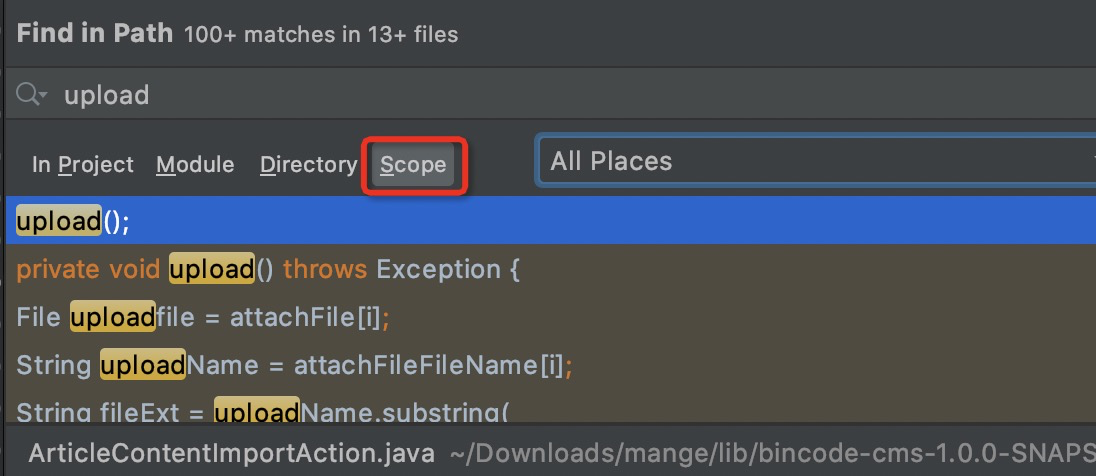 Find in Path 100+ matches in 13+ files
upload
In Project Module Directory Scope All Places
upload();
private void upload() throws Exception {
File uploadfile = attachFile[i];
String uploadName = attachFileFileName[i];
String fileExt = uploadName.substring(
ArticleContentImportAction.java ~/Downloads/mange/lib/bincode-cms-1.0.0-SNAPS